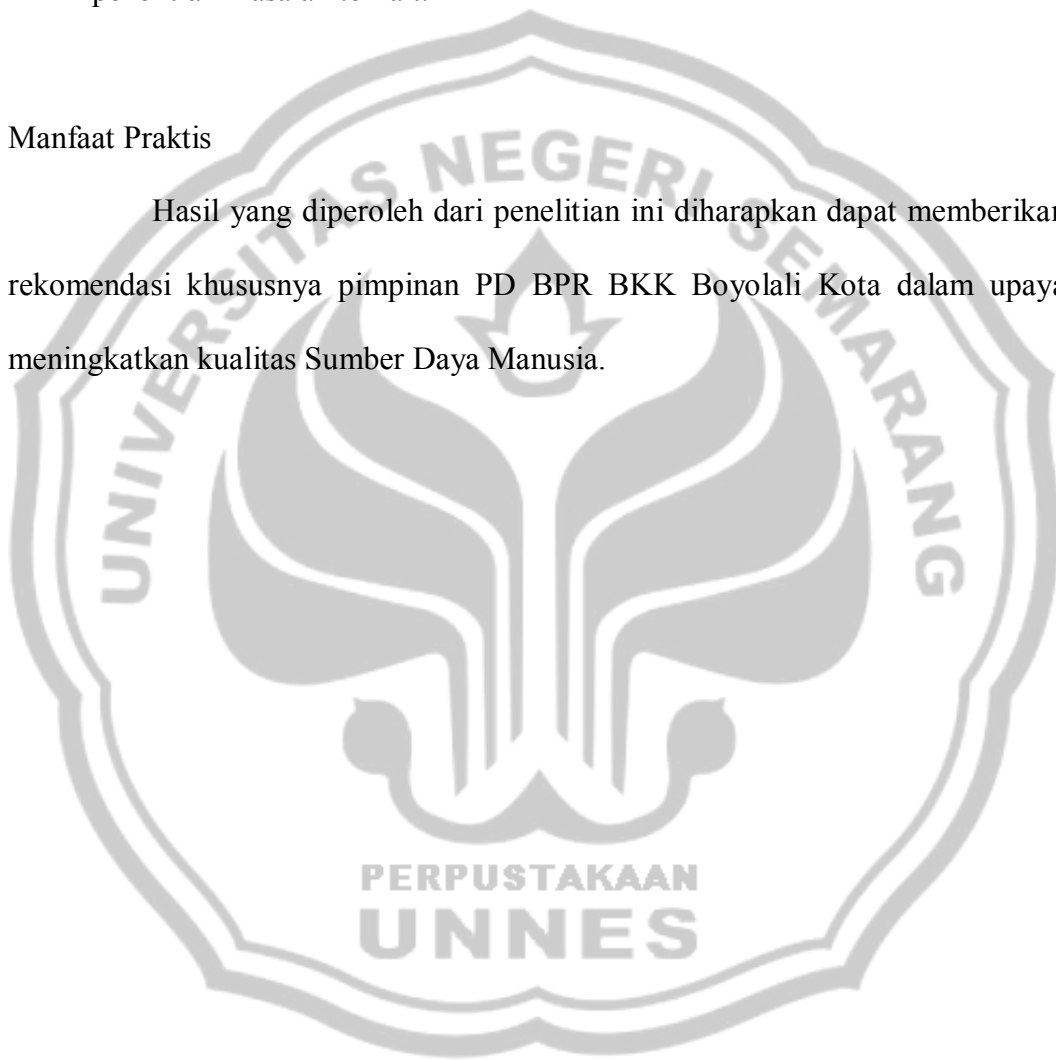 Manfaat Praktis
Hasil yang diperoleh dari penelitian ini diharapkan dapat memberikan
rekomendasi khususnya pimpinan PD BPR BKK Boyolali Kota dalam upaya
meningkatkan kualitas Sumber Daya Manusia.
UNIVERSITAS NEGERI SEMARANG
PERPUSTAKAAN
UNNES